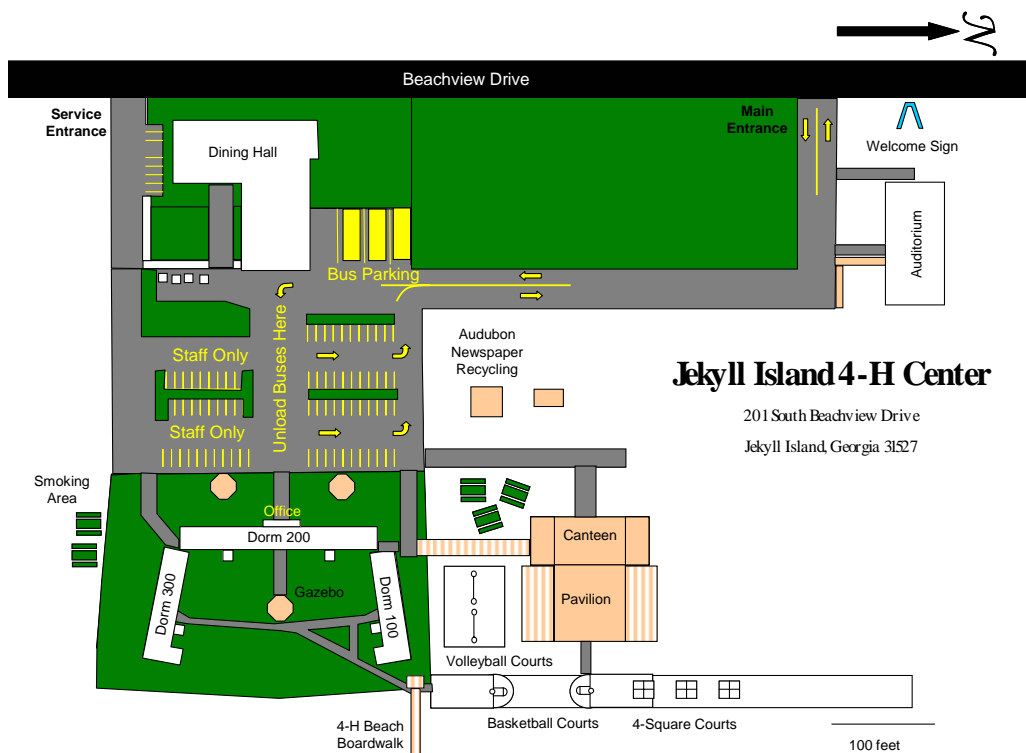 N
Beachview Drive
Service
Entrance
Main
Entrance
Welcome Sign
Dining Hall
Auditorium
Bus Parking
Unload Buses Here
Staff Only
Staff Only
Audubon
Newspaper
Recycling
Jekyll Island 4-H Center
201 South Beachview Drive
Jekyll Island, Georgia 31527
Smoking
Area
Office
Dorm 200
Canteen
Dorm 300
Gazebo
Dorm 100
Pavilion
Volleyball Courts
Basketball Courts
4-Square Courts
4-H Beach
Boardwalk
100 feet